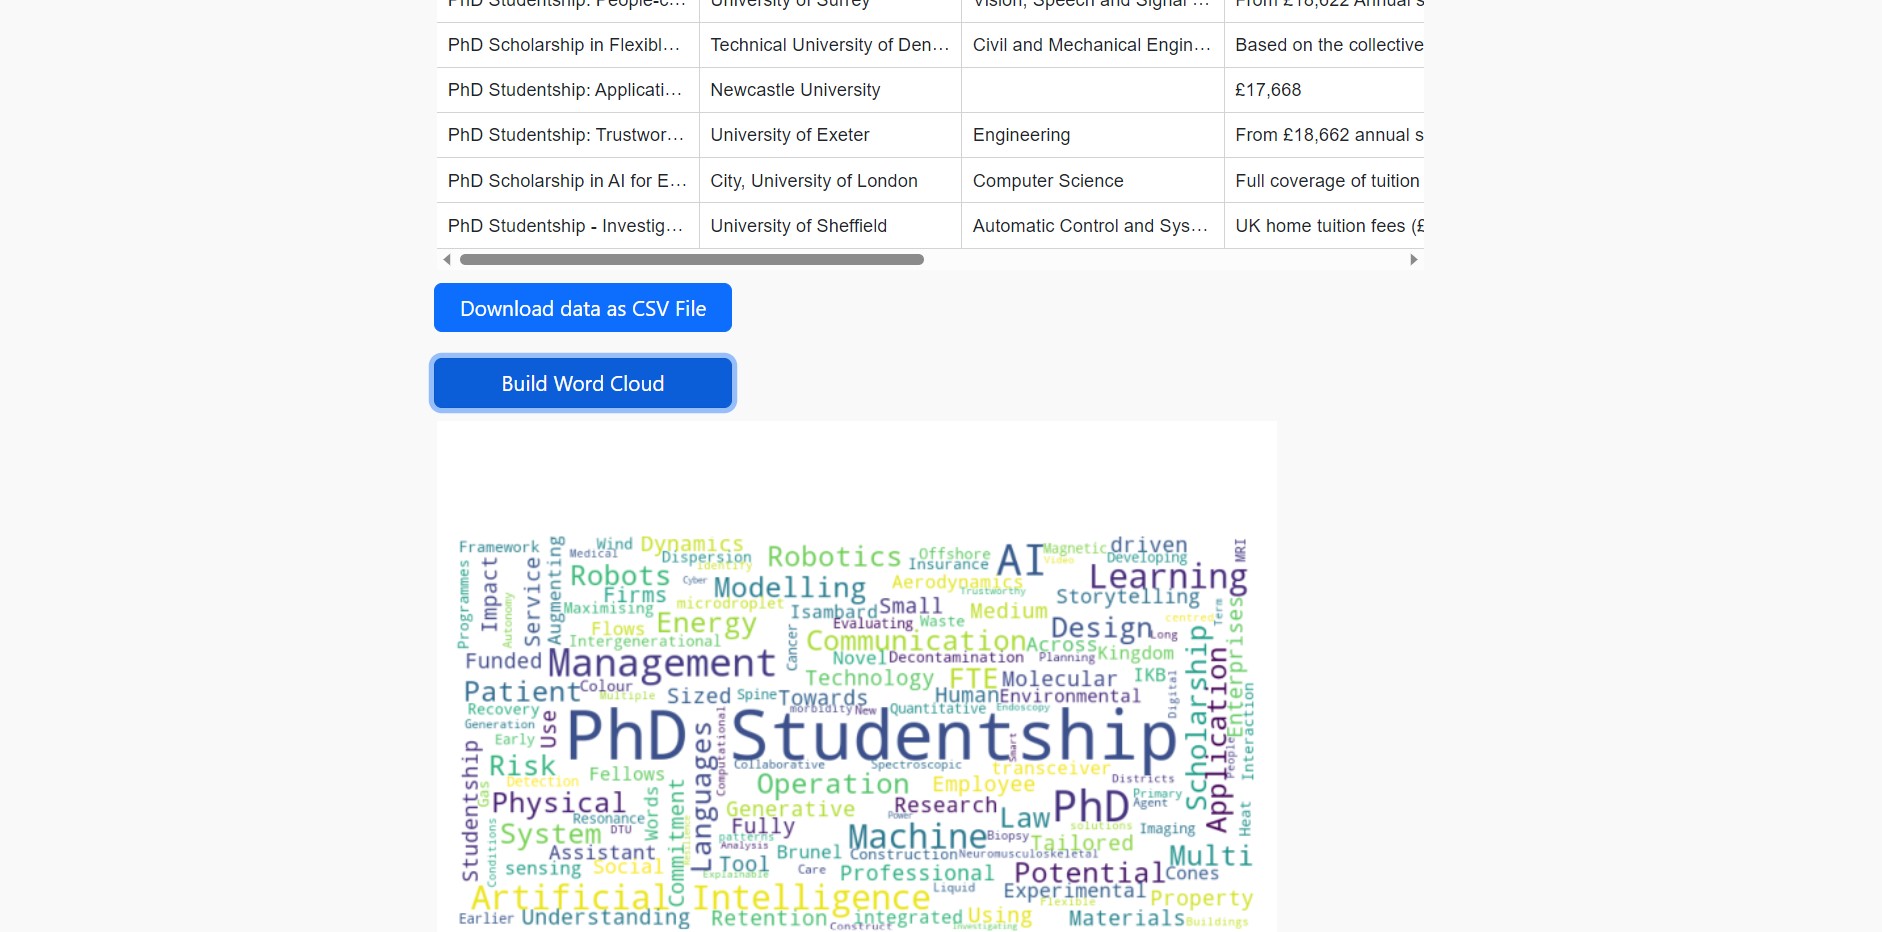 PhD Studentship: People-c... University of Surrey Vision, Speech and Signal ... From £18,622 Annual s
PhD Scholarship in Flexibl... Technical University of Den... Civil and Mechanical Engin... Based on the collective
PhD Studentship: Applicati... Newcastle University £17,668
PhD Studentship: Trustwor... University of Exeter Engineering From £18,662 annual s
PhD Scholarship in AI for E... City, University of London Computer Science Full coverage of tuition
PhD Studentship - Investig... University of Sheffield Automatic Control and Sys... UK home tuition fees (£
Download data as CSV File
Build Word Cloud
Framework
Medical
Wind
Dynamics
Dispersion
identify
Robotics
Offshore
Insurance
AI
Magnetic
Video
driven
Developing
MRI
Programmes
Impact
Autonomy
Service
Augmenting
Robots
Firms
Maximising
Cyber
Modelling
microdroplet
Aerodynamics
Trustworthy
Learning
Storytelling
Isambard
Small
Medium
Flows
Energy
Intergenerational
Cancer
Evaluating
Waste
Communication
Across
Design
Long
centred
Term
Kingdom
Enterprises
Funded
Management
Novel
Decontamination
Planning
Technology
FTE
Molecular
IKB
Digital
Scholarship
Application
Patient
Colour
Multiple
Sized
Spine
Towards
Human
Environmental
Recovery
Generation
Early
Use
morbidity
New
Quantitative
Endoscopy
PhD Studentship
Smart
Interaction
People
Studentship
Risk
Detection
Gas
Fellows
Languages
Computational
Collaborative
Spectroscopic
transceiver
Districts
Operation
Employee
Physical
Resonance
Words
Commitment
Generative
Research
Power
PhD
Primary
Agent
Heat
Conditions
System
DTU
Fully
patterns
Analysis
Machine
Law
solutions
Imaging
Biopsy
Tailored
Assistant
sensing
Social
Tool
Brunel
Construction
Neuromusculoskeletal
Multi
Explainable
Care
Professional
Potential
Cones
Artificial Intelligence
Liquid
Experimental
Flexible
Property
Earlier
Understanding
Retention
integrated
Construct
Using
Investigating
Materials
Buildings